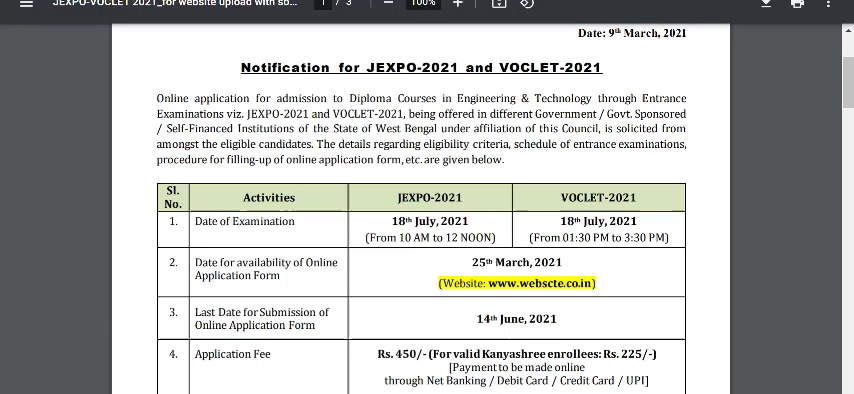 JEXPO-VOCLET 2021_for website upload with so...
1 / 3
100%
Date: 9th March, 2021
Notification for JEXPO-2021 and VOCLET-2021
Online application for admission to Diploma Courses in Engineering & Technology through Entrance
Examinations viz. JEXPO-2021 and VOCLET-2021, being offered in different Government / Govt. Sponsored
/ Self-Financed Institutions of the State of West Bengal under affiliation of this Council, is solicited from
amongst the eligible candidates. The details regarding eligibility criteria, schedule of entrance examinations,
procedure for filling-up of online application form, etc. are given below.
Sl. No.
Activities
JEXPO-2021
VOCLET-2021
1.
Date of Examination
18th July, 2021
(From 10 AM to 12 NOON)
18th July, 2021
(From 01:30 PM to 3:30 PM)
2.
Date for availability of Online
Application Form
25th March, 2021
(Website: www.webscte.co.in)
3.
Last Date for Submission of
Online Application Form
14th June, 2021
4.
Application Fee
Rs. 450/- (For valid Kanyashree enrollees: Rs. 225/-)
[Payment to be made online
through Net Banking / Debit Card / Credit Card / UPI]